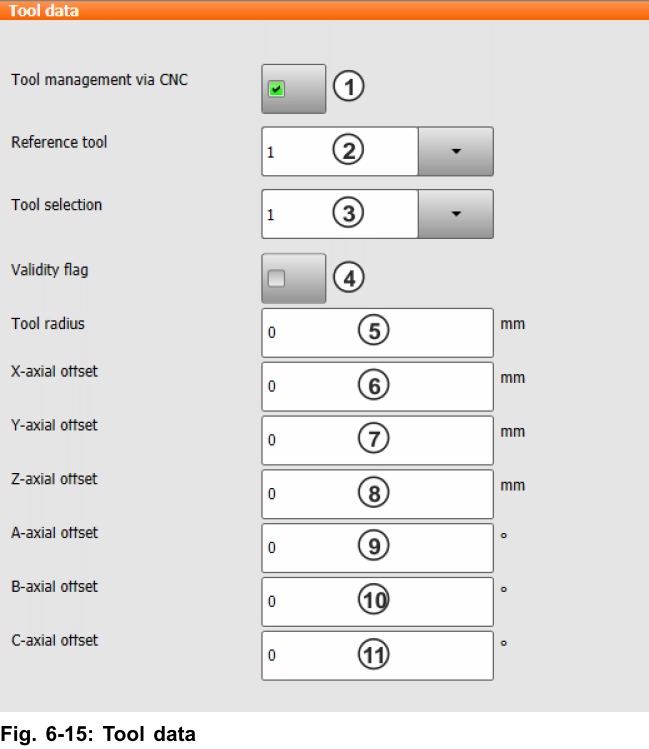 Tool data
Tool management via CNC 1
Reference tool 1 2
Tool selection 1 3
Validity flag 4
Tool radius 0 5 mm
X-axial offset 0 6 mm
Y-axial offset 0 7 mm
Z-axial offset 0 8 mm
A-axial offset 0 9 °
B-axial offset 0 10 °
C-axial offset 0 11 °
Fig. 6-15: Tool data